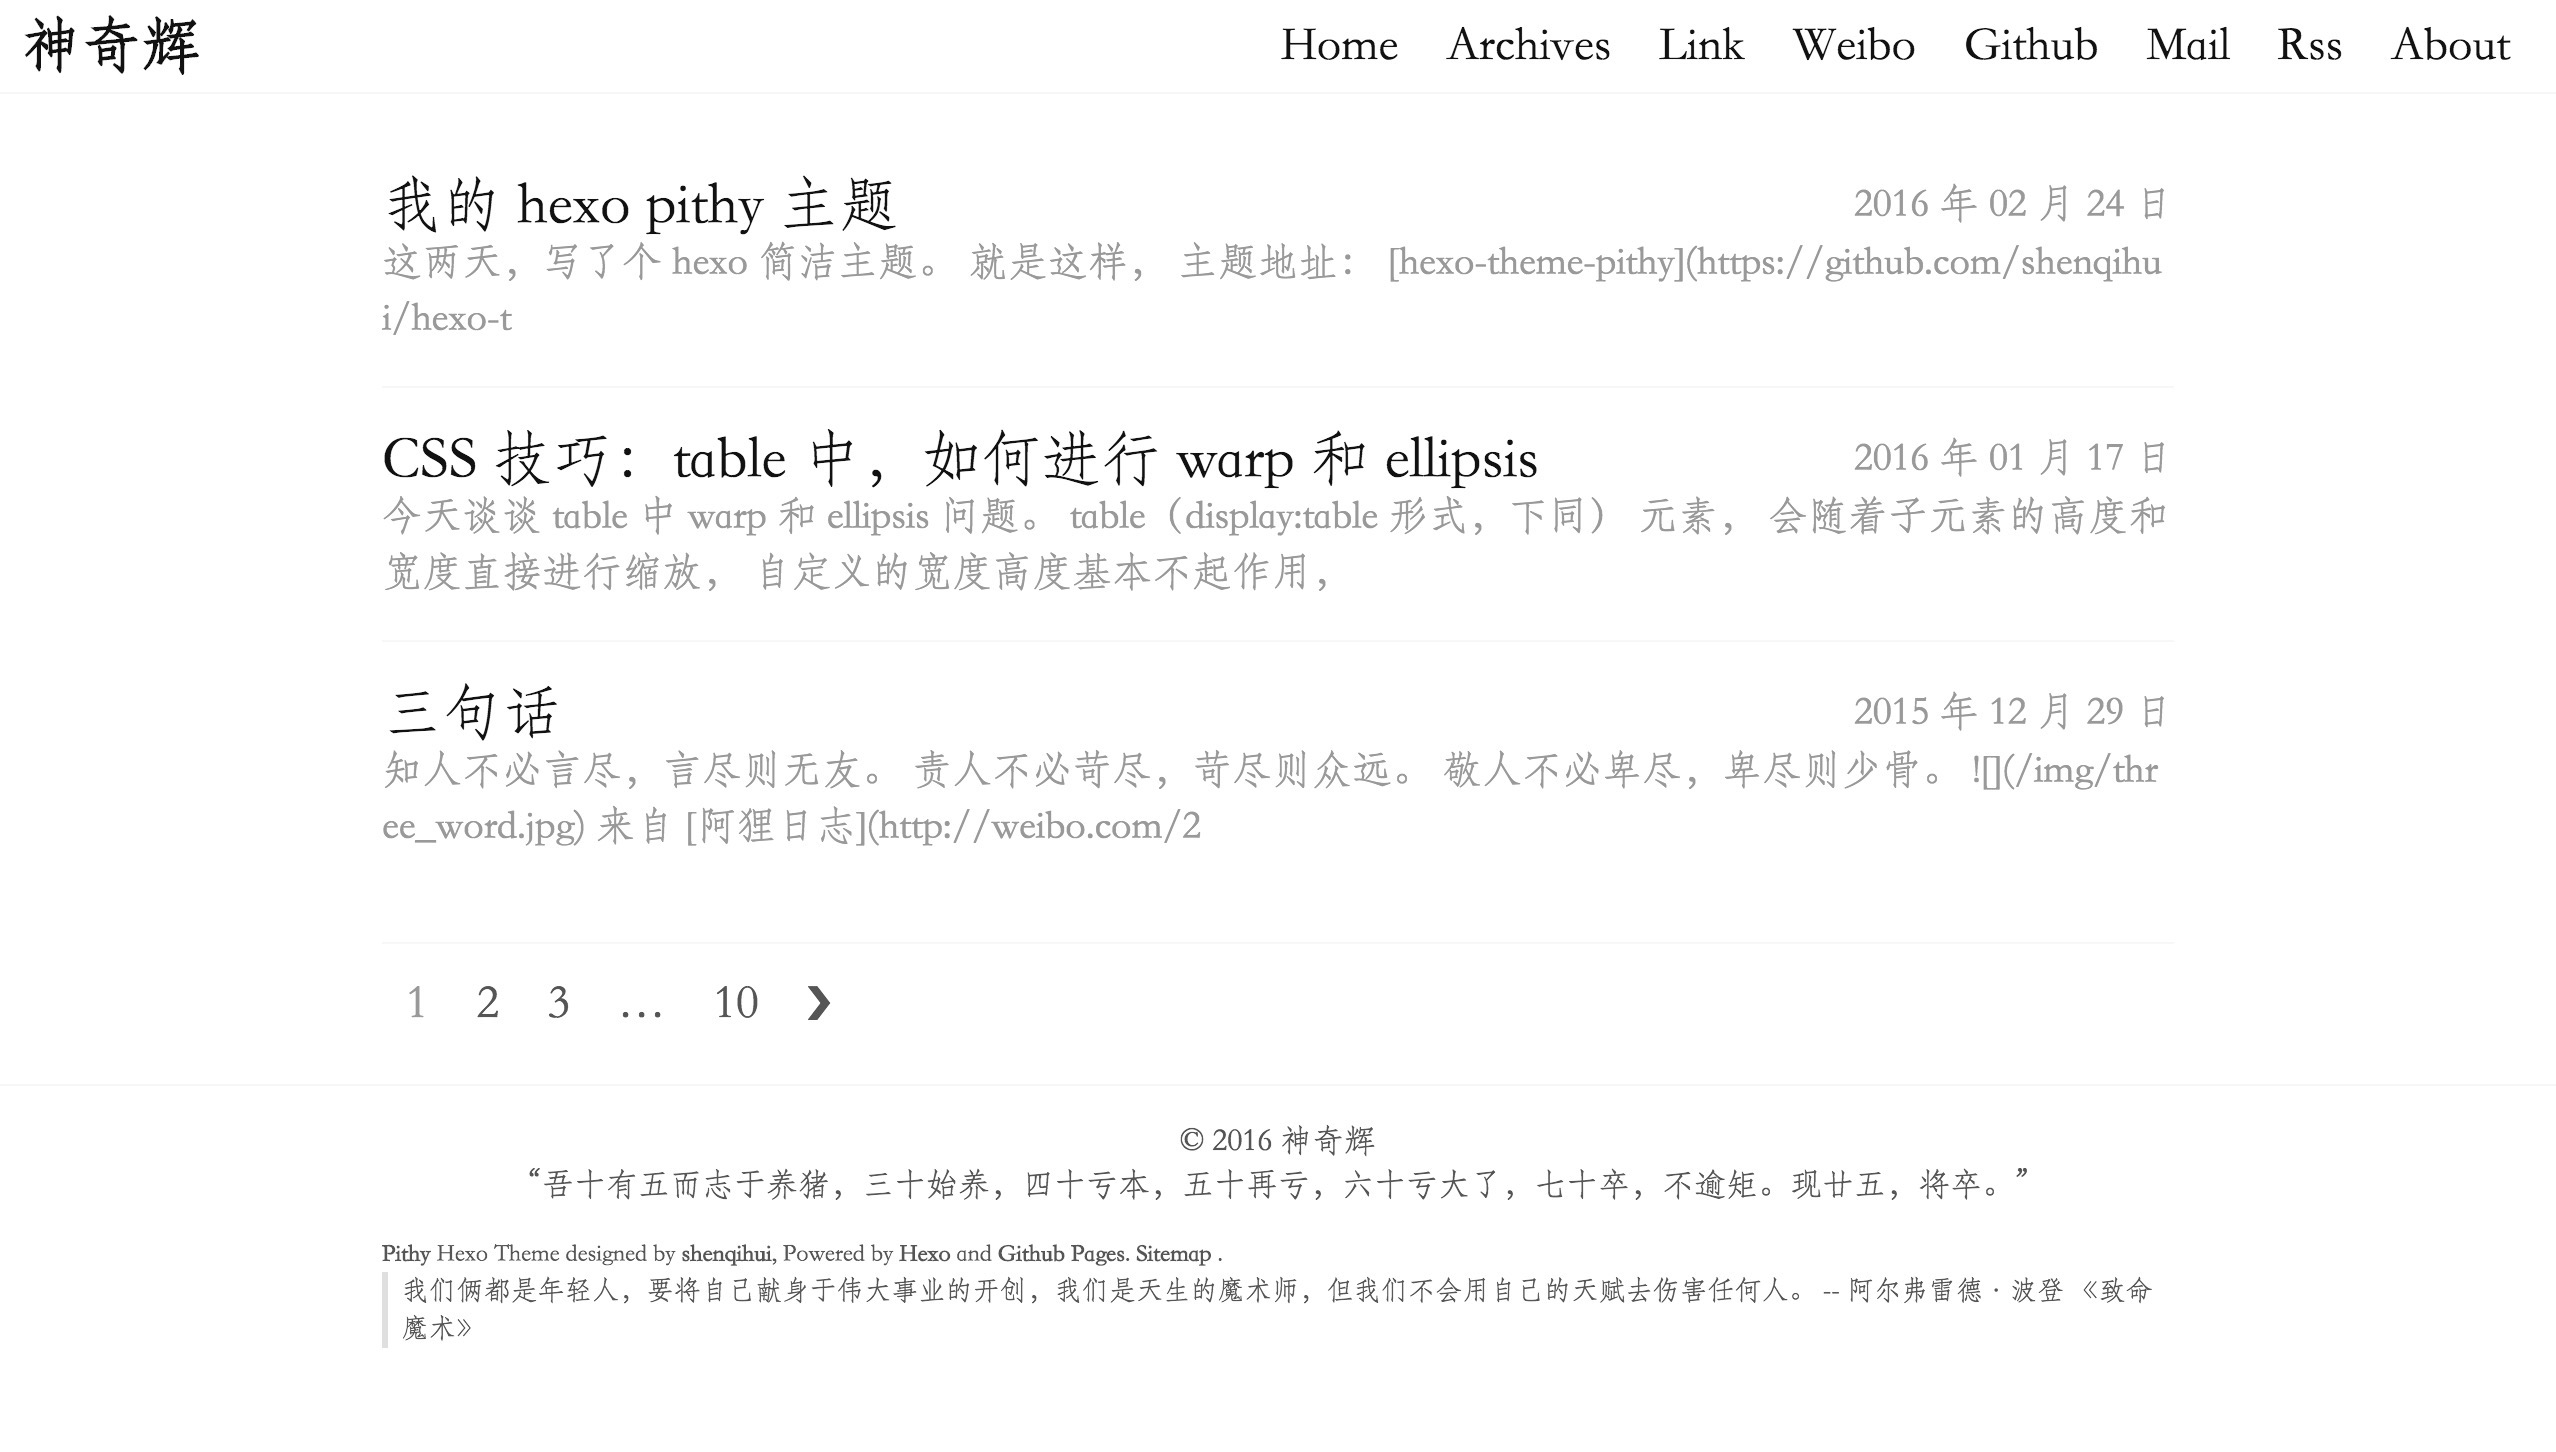 神奇辉
Home Archives Link Weibo Github Mail Rss About
我的 hexo pithy 主题
2016 年 02 月 24 日
这两天，写了个 hexo 简洁主题。 就是这样， 主题地址： [hexo-theme-pithy](https://github.com/shenqihu
i/hexo-t
CSS 技巧：table 中，如何进行 warp 和 ellipsis
2016 年 01 月 17 日
今天谈谈 table 中 warp 和 ellipsis 问题。 table（display:table 形式，下同） 元素， 会随着子元素的高度和
宽度直接进行缩放， 自定义的宽度高度基本不起作用，
三句话
2015 年 12 月 29 日
知人不必言尽，言尽则无友。 责人不必苛尽，苛尽则众远。 敬人不必卑尽，卑尽则少骨。 ![](/img/thr
ee_word.jpg) 来自 [阿狸日志](http://weibo.com/2
1 2 3 … 10 ❯
© 2016 神奇辉
“吾十有五而志于养猪，三十始养，四十亏本，五十再亏，六十亏大了，七十卒，不逾矩。现廿五，将卒。”
Pithy Hexo Theme designed by shenqihui, Powered by Hexo and Github Pages. Sitemap .
我们俩都是年轻人，要将自己献身于伟大事业的开创，我们是天生的魔术师，但我们不会用自己的天赋去伤害任何人。 -- 阿尔弗雷德 · 波登 《致命
魔术》